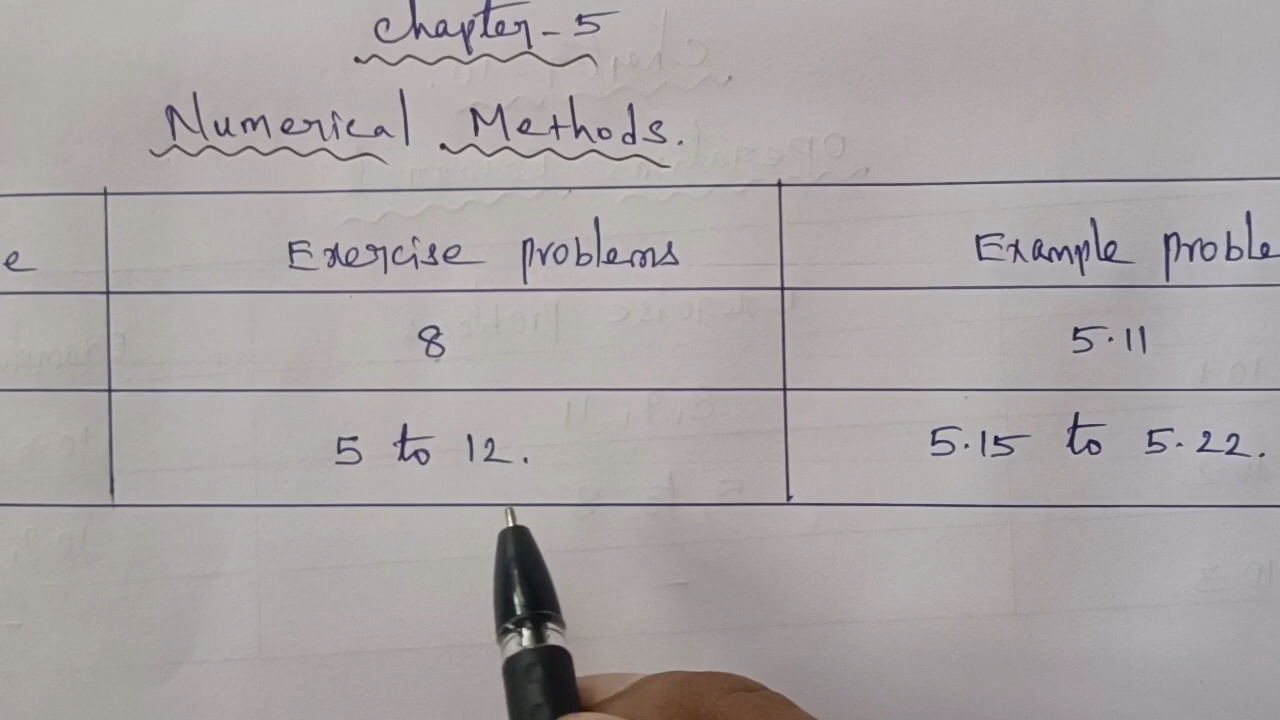 Chapter - 5
Numerical Methods.
e Exercise problems Example proble
8 5.11
5 to 12. 5.15 to 5.22.